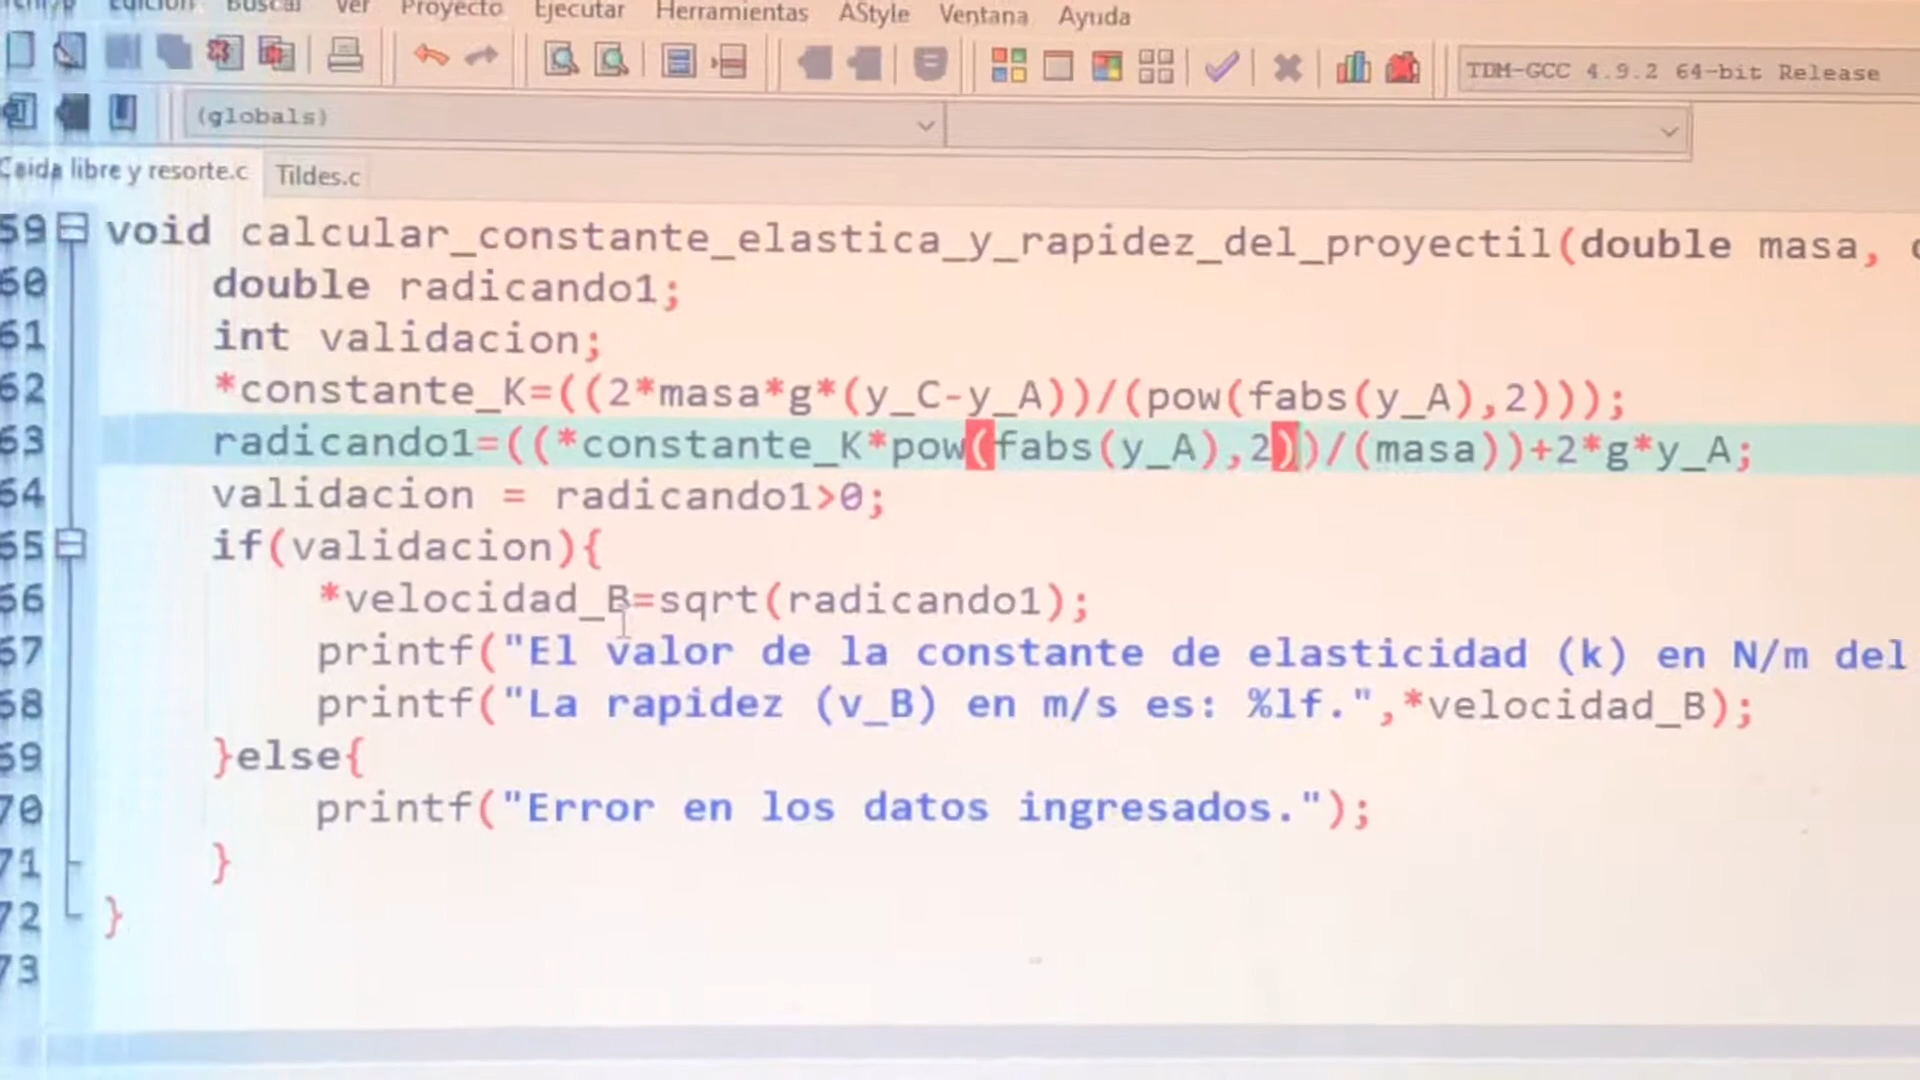 Edición Buscar Ver Proyecto Ejecutar Herramientas AStyle Ventana Ayuda
TDM-GCC 4.9.2 64-bit Release
(globals)
Caida libre y resorte.c Tildes.c
59 void calcular_constante_elastica_y_rapidez_del_proyectil(double masa,
60 double radicando1;
61 int validacion;
62 *constante_K=((2*masa*g*(y_C-y_A))/(pow(fabs(y_A),2)));
63 radicando1=((*constante_K*pow(fabs(y_A),2))/(masa))+2*g*y_A;
64 validacion = radicando1>0;
65 if(validacion){
66 *velocidad_B=sqrt(radicando1);
67 printf("El valor de la constante de elasticidad (k) en N/m del
68 printf("La rapidez (v_B) en m/s es: %lf.",*velocidad_B);
69 }else{
70 printf("Error en los datos ingresados.");
71 }
72 }
73